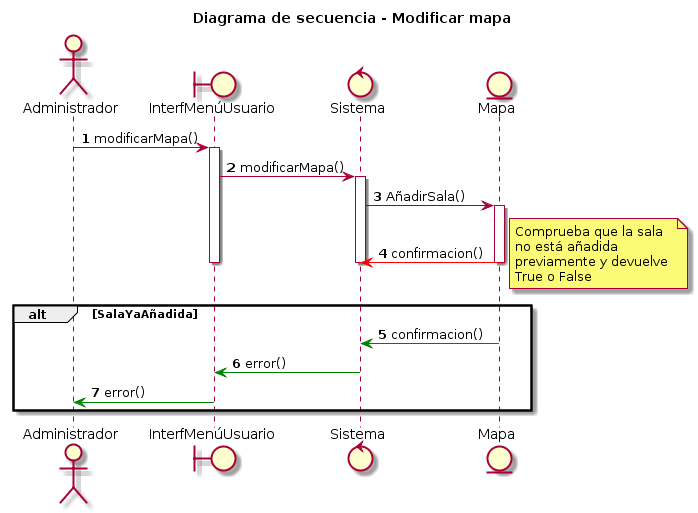 Diagrama de secuencia - Modificar mapa
Administrador
InterfMenúUsuario
Sistema
Mapa
1 modificarMapa()
2 modificarMapa()
3 AñadirSala()
Comprueba que la sala
no está añadida
previamente y devuelve
True o False
4 confirmacion()
alt
[SalaYaAñadida]
5 confirmacion()
6 error()
7 error()
Administrador
InterfMenúUsuario
Sistema
Mapa